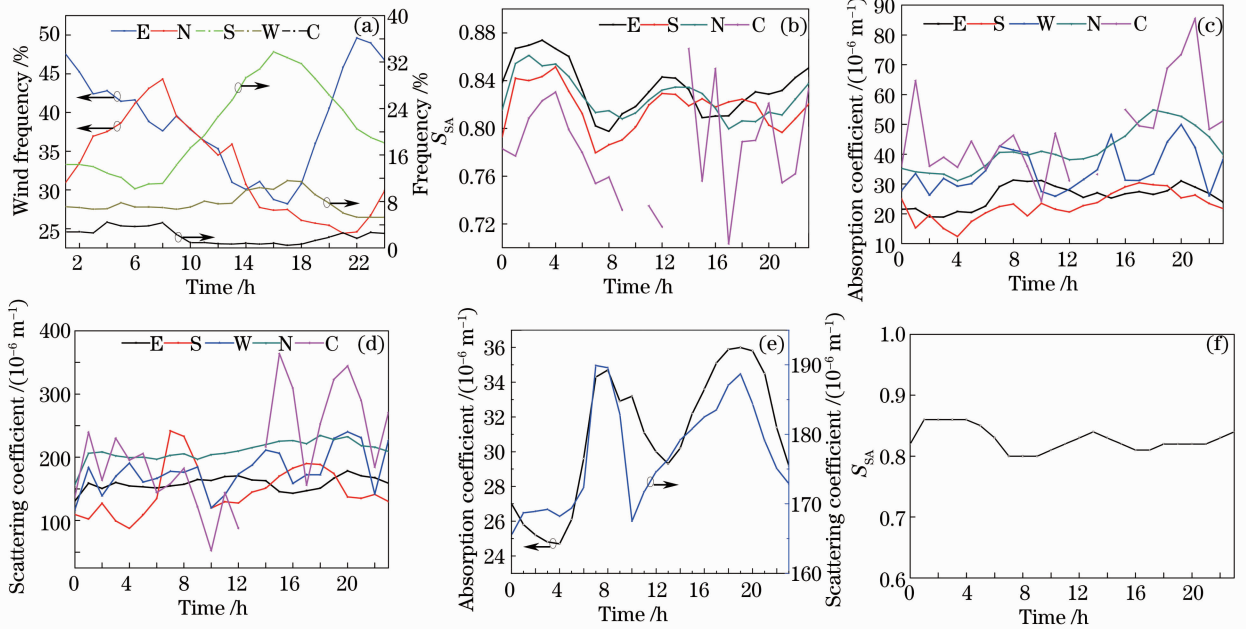 (a)
E N S W C
Wind frequency /%
50
45
40
35
30
25
40
32
24
16
8
0
Frequency /%
2 6 10 14 18 22
Time /h
(b)
E S W N C
S_SA
0.88
0.84
0.80
0.76
0.72
0 4 8 12 16 20
Time /h
(c)
E S W N C
Absorption coefficient /(10⁻⁶ m⁻¹)
90
80
70
60
50
40
30
20
10
0 4 8 12 16 20
Time /h
(d)
E S W N C
Scattering coefficient /(10⁻⁶ m⁻¹)
400
300
200
100
0 4 8 12 16 20
Time /h
(e)
Absorption coefficient /(10⁻⁶ m⁻¹)
36
34
32
30
28
26
24
190
180
170
160
Scattering coefficient /(10⁻⁶ m⁻¹)
0 4 8 12 16 20
Time /h
(f)
S_SA
1.0
0.9
0.8
0.7
0.6
0 4 8 12 16 20
Time /h